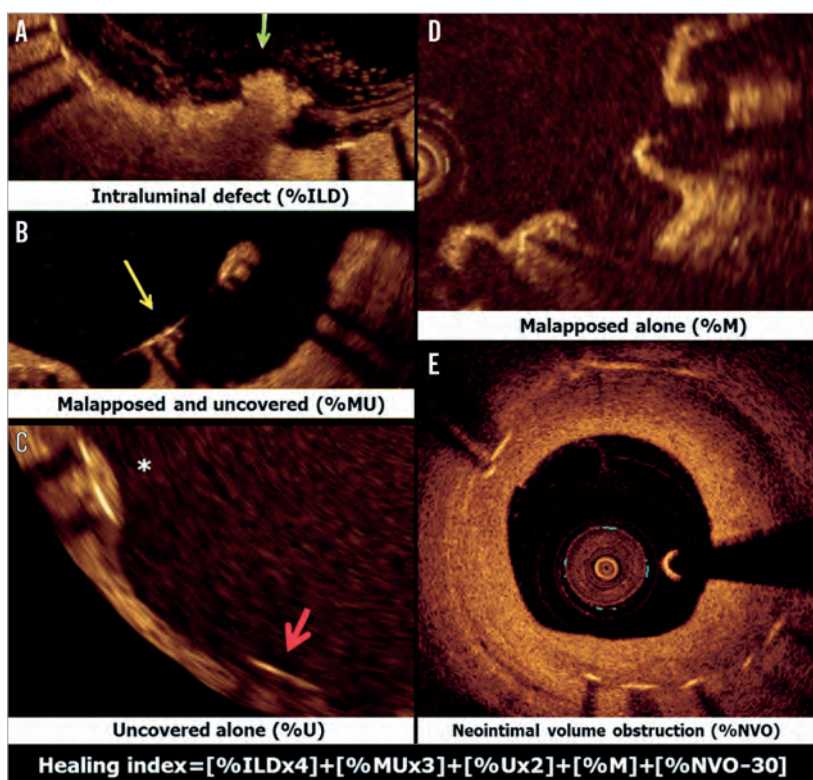 A
Intraluminal defect (%ILD)
B
Malapposed and uncovered (%MU)
C
*
Uncovered alone (%U)
D
Malapposed alone (%M)
E
Neointimal volume obstruction (%NVO)
Healing index=[%ILDx4]+[%MUx3]+[%Ux2]+[%M]+[%NVO-30]